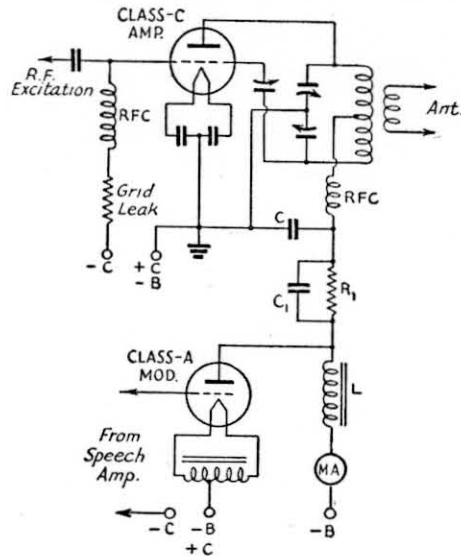 CLASS-C
AMP.
R.F.
Excitation
RFC
Ant.
RFC
Grid
Leak
C
-C
+C
-B
C₁
R₁
CLASS-A
MOD.
L
From
Speech
Amp.
MA
-C
-B
+C
-B